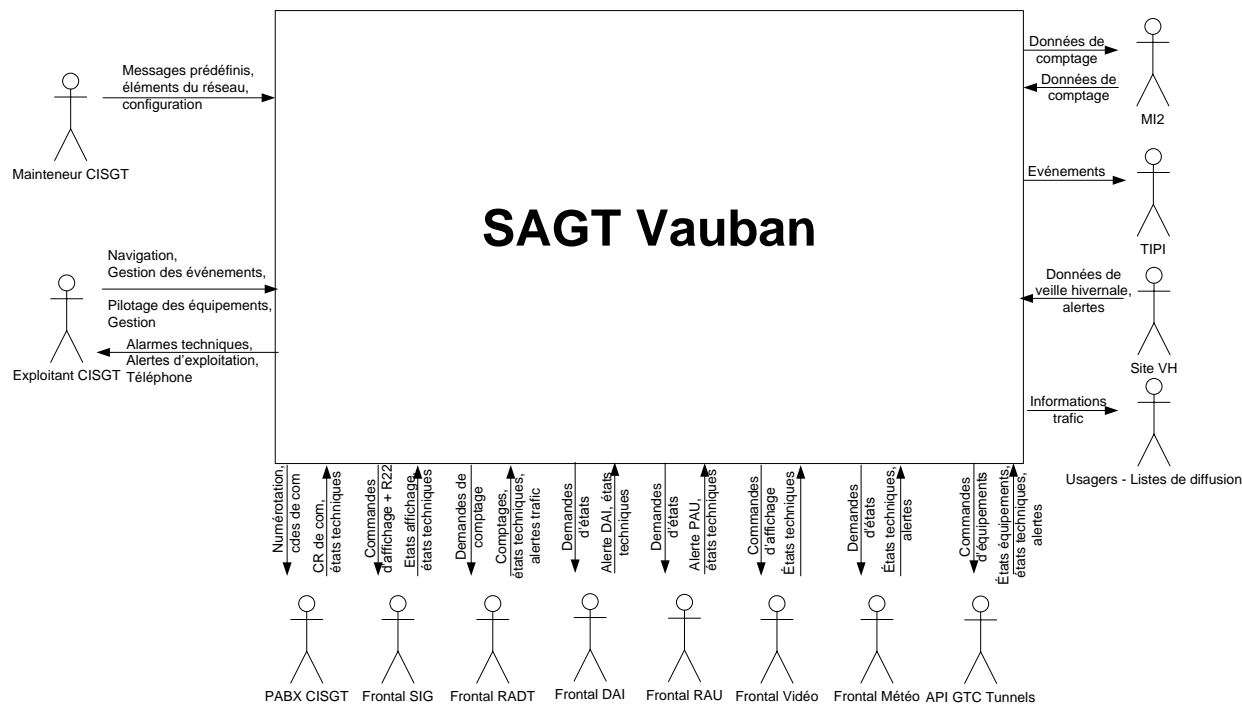 Messages prédéfinis,
éléments du réseau,
configuration
Mainteneur CISGT
Navigation,
Gestion des événements,
Pilotage des équipements,
Gestion
Alarmes techniques,
Alertes d'exploitation,
Téléphone
Exploitant CISGT
SAGT Vauban
Données de
comptage
Données de
comptage
MI2
Evénements
TIPI
Données de
veille hivernale,
alertes
Site VH
Informations
trafic
Usagers - Listes de diffusion
Numérotation,
cdes de com
CR de com,
états techniques
Commandes
d'affichage + R22
Etats affichage,
états techniques
Demandes de
comptage
Comptages,
états techniques,
alertes trafic
Demandes
d'états
Alerte DAI, états
techniques
Demandes
d'états
Alerte PAU,
états techniques
Commandes
d'affichage
États techniques
Demandes
d'états
États techniques,
alertes
Commandes
d'équipements
États équipements,
états techniques,
alertes
PABX CISGT
Frontal SIG
Frontal RADT
Frontal DAI
Frontal RAU
Frontal Vidéo
Frontal Météo
API GTC Tunnels